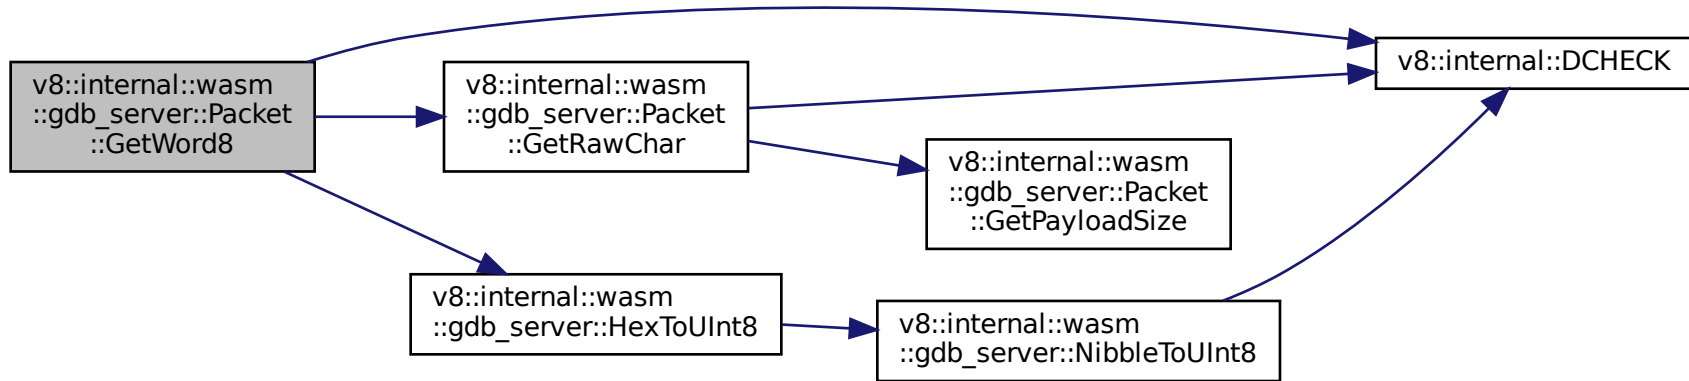 v8::internal::wasm
::gdb_server::Packet
::GetWord8
v8::internal::wasm
::gdb_server::Packet
::GetRawChar
v8::internal::DCHECK
v8::internal::wasm
::gdb_server::Packet
::GetPayloadSize
v8::internal::wasm
::gdb_server::HexToUInt8
v8::internal::wasm
::gdb_server::NibbleToUInt8